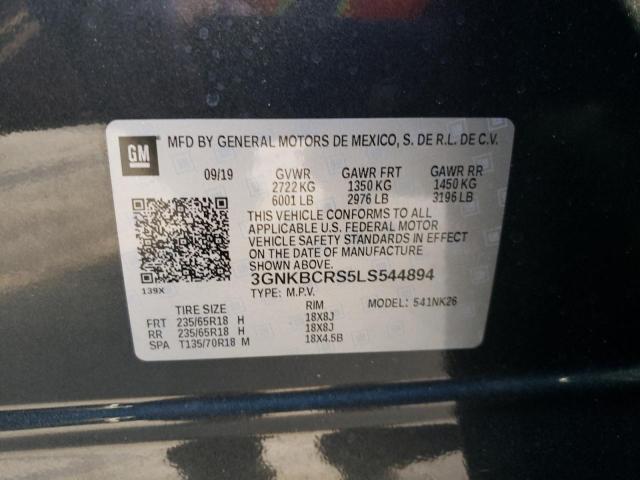 GM
MFD BY GENERAL MOTORS DE MEXICO, S. DE R.L. DE C.V.
09/19 GVWR GAWR FRT GAWR RR
2722 KG 1350 KG 1450 KG
6001 LB 2976 LB 3196 LB
THIS VEHICLE CONFORMS TO ALL
APPLICABLE U.S. FEDERAL MOTOR
VEHICLE SAFETY STANDARDS IN EFFECT
ON THE DATE OF MANUFACTURE
SHOWN ABOVE.
3GNKBCRS5LS544894
139X TYPE: M.P.V. MODEL: 541NK26
TIRE SIZE RIM
FRT 235/65R18 H 18X8J
RR 235/65R18 H 18X8J
SPA T135/70R18 M 18X4.5B